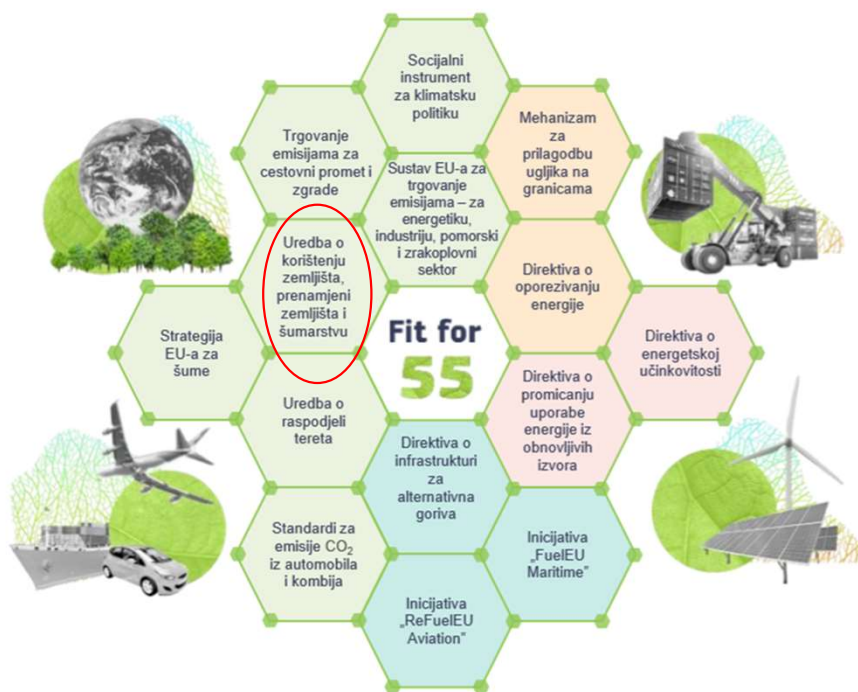 Socijalni
instrument
za klimatsku
politiku
Trgovanje
emisijama za
cestovni promet i
zgrade
Mehanizam
za
prilagodbu
ugljika na
granicama
Sustav EU-a za
trgovanje
emisijama – za
energetiku,
industriju, pomorski
i zrakoplovni
sektor
Uredba o
korištenju
zemljišta,
prenamjeni
zemljišta i
šumarstvu
Direktiva o
oporezivanju
energije
Strategija
EU-a za
šume
Fit for
55
Direktiva o
energetskoj
učinkovitosti
Uredba o
raspodjeli
tereta
Direktiva o
promicanju
uporabe
energije iz
obnovljivih
izvora
Direktiva o
infrastrukturi
za
alternativna
goriva
Standardi za
emisije CO₂
iz automobila
i kombija
Inicijativa
„FuelEU
Maritime”
Inicijativa
„ReFuelEU
Aviation”